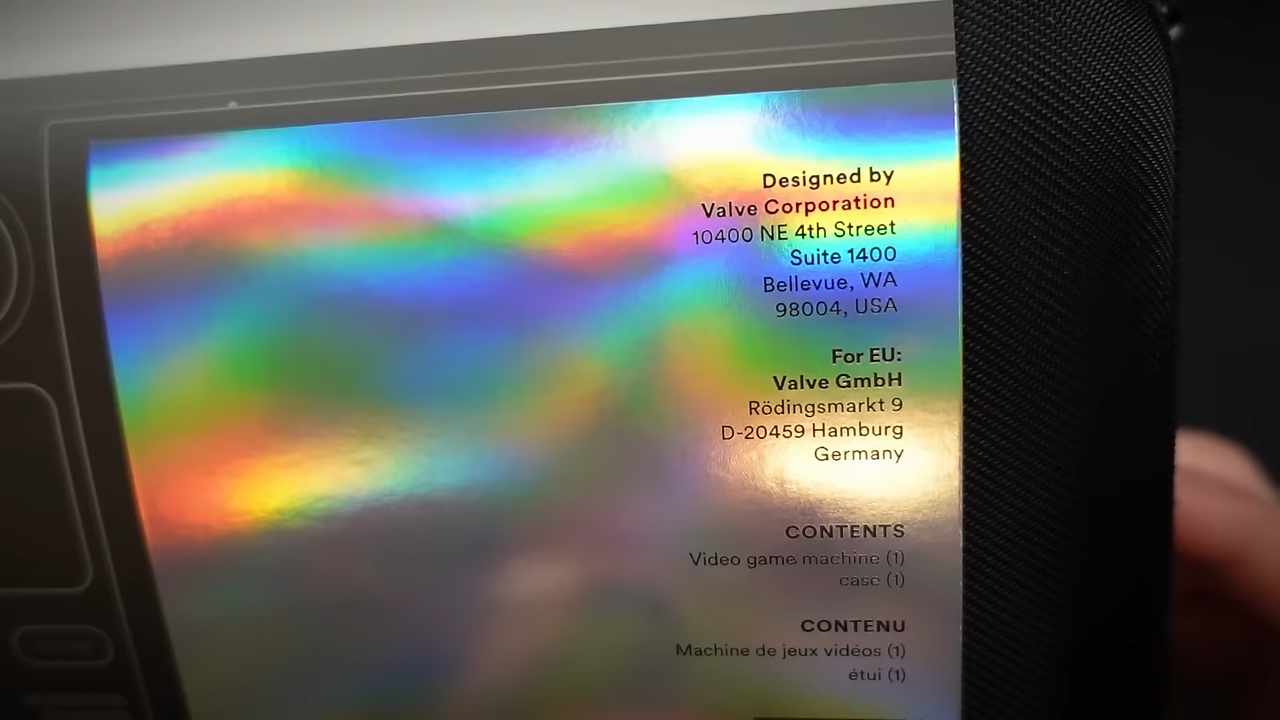 Designed by
Valve Corporation
10400 NE 4th Street
Suite 1400
Bellevue, WA
98004, USA
For EU:
Valve GmbH
Rödingsmarkt 9
D-20459 Hamburg
Germany
CONTENTS
Video game machine (1)
case (1)
CONTENU
Machine de jeux vidéos (1)
étui (1)